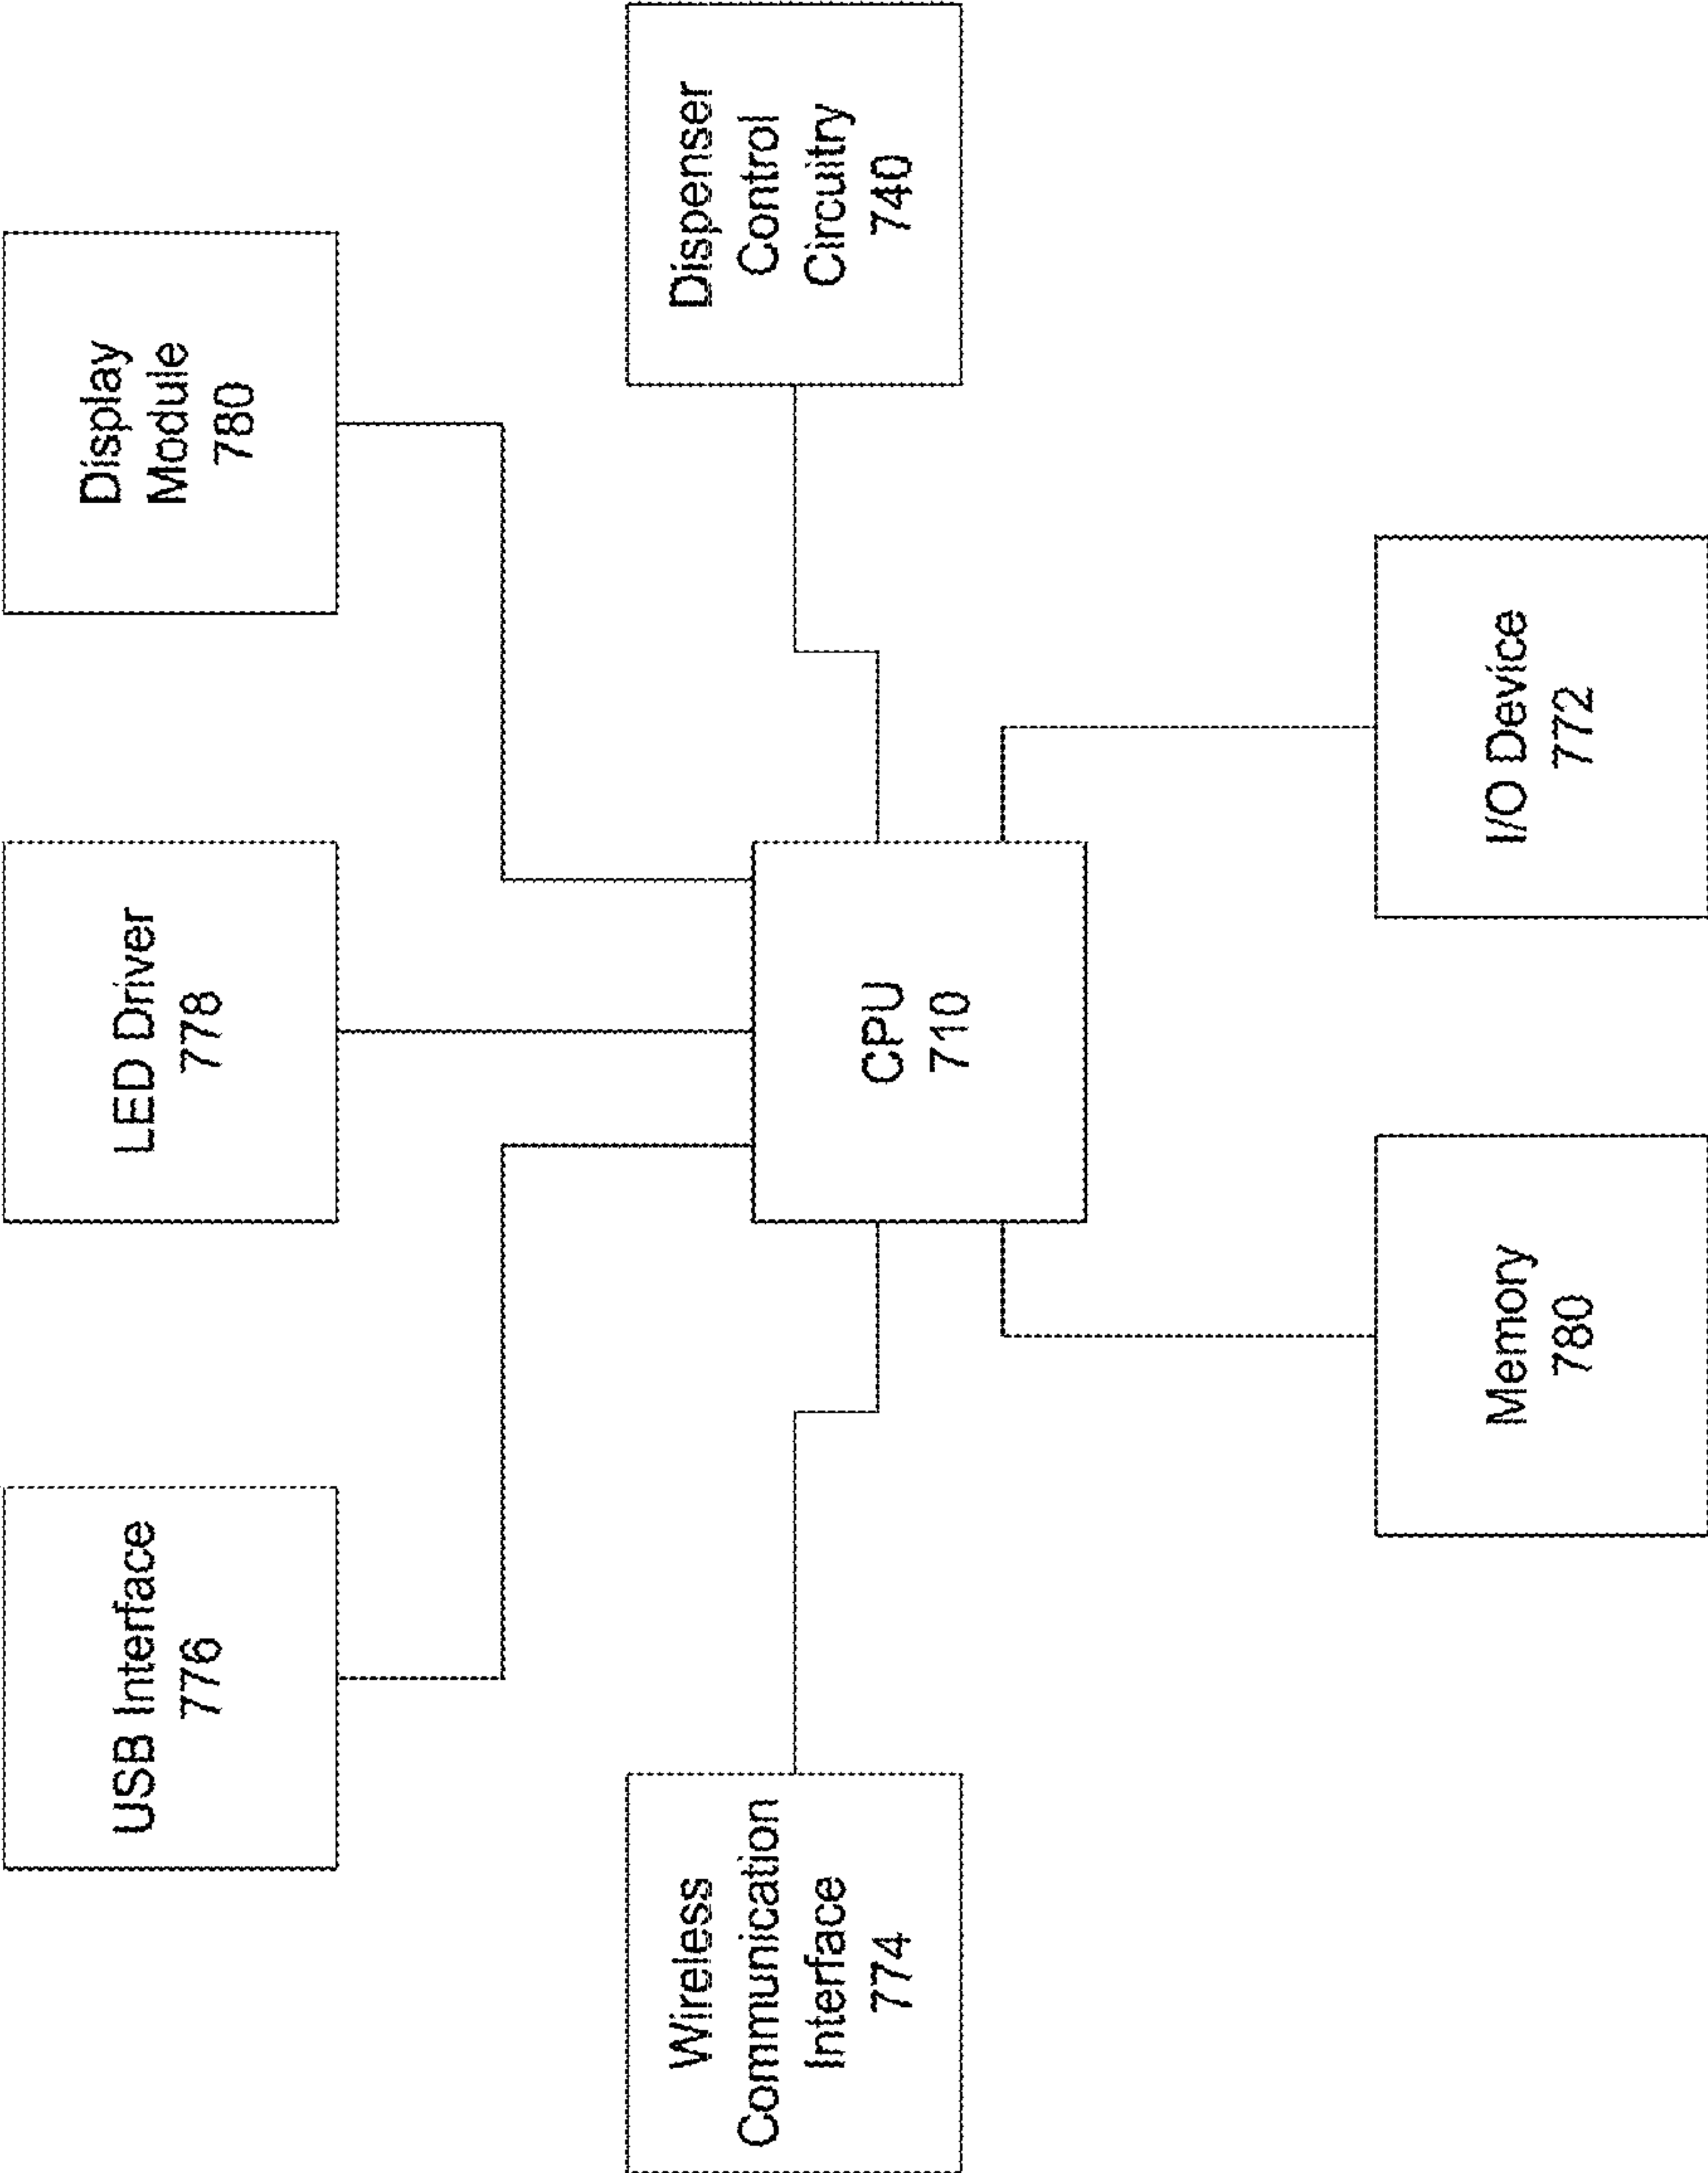 USB Interface
776
LED Driver
778
Display
Module
780
Wireless
Communication
Interface
774
CPU
710
Dispenser
Control
Circuitry
740
Memory
780
I/O Device
772